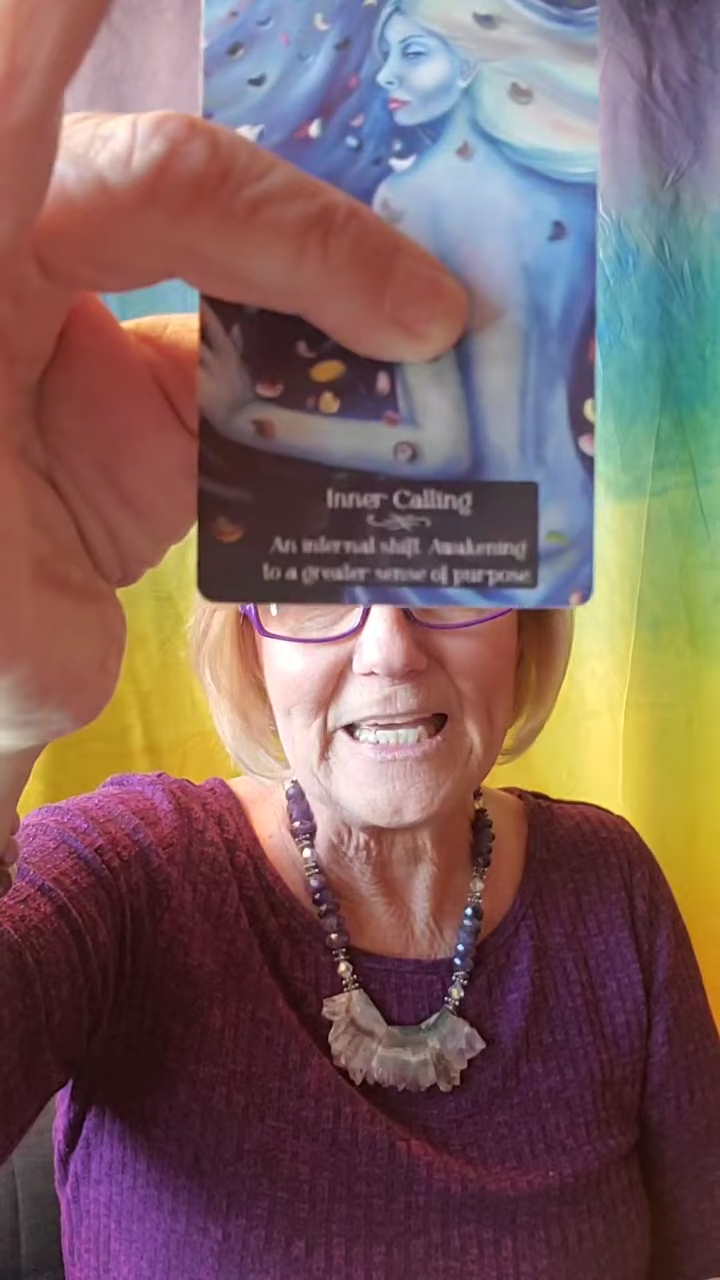 Inner Calling
An internal shift. Awakening
to a greater sense of purpose